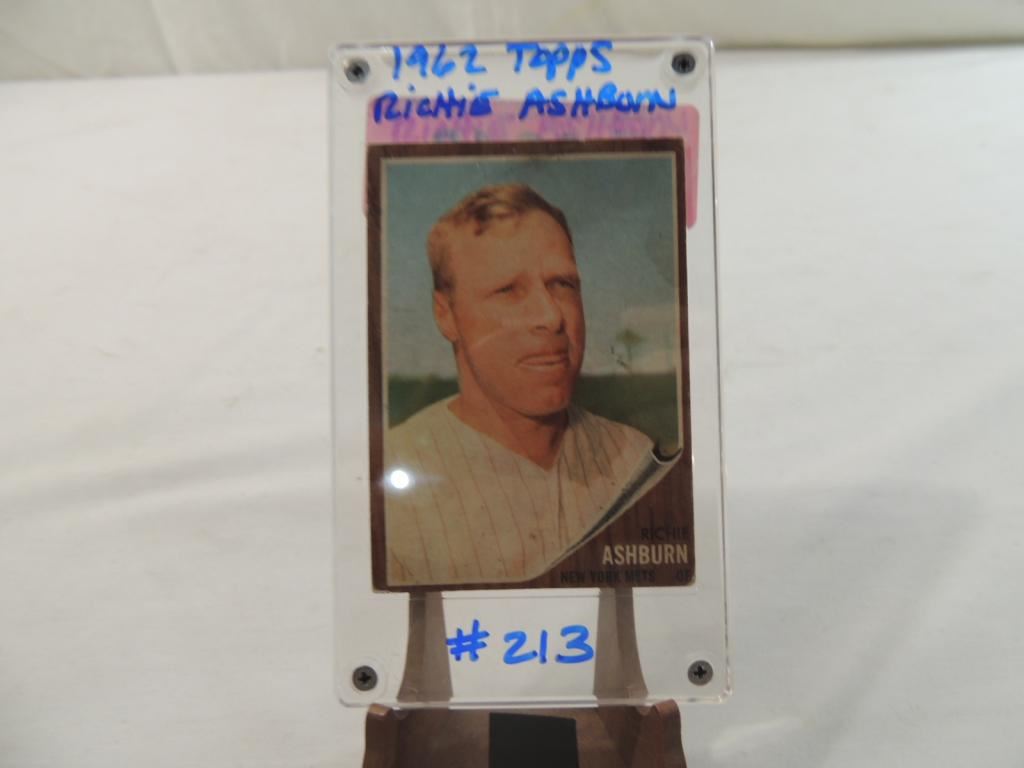 1962 Topps
RiCHiE ASHBURN
RICHIE
ASHBURN
NEW YORK METS OF
# 213